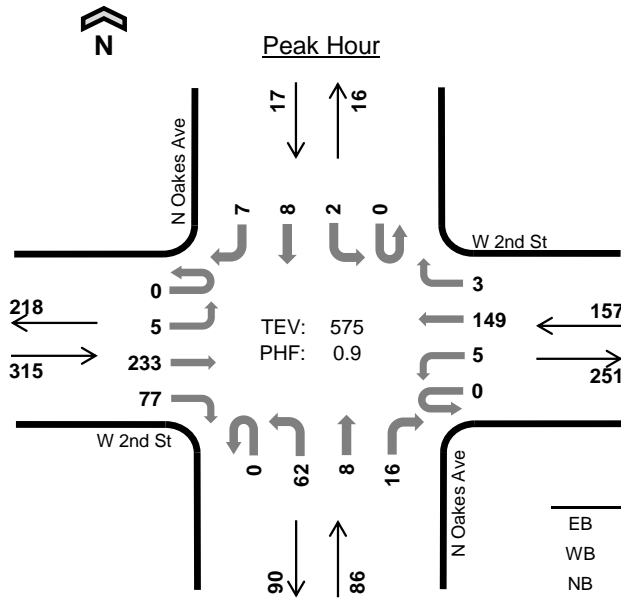 N
Peak Hour
17
16
N Oakes Ave
7
8
2
0
W 2nd St
0
3
218
5
TEV: 575
149
157
315
233
PHF: 0.9
5
251
77
0
W 2nd St
0
62
8
16
N Oakes Ave
90
86
EB
WB
NB